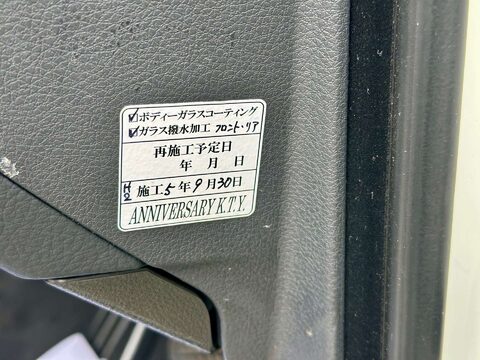 ☑ボディーガラスコーティング
☑ガラス撥水加工 フロント・リア
再施工予定日
年 月 日
施工5年9月30日
ANNIVERSARY K.T.Y.